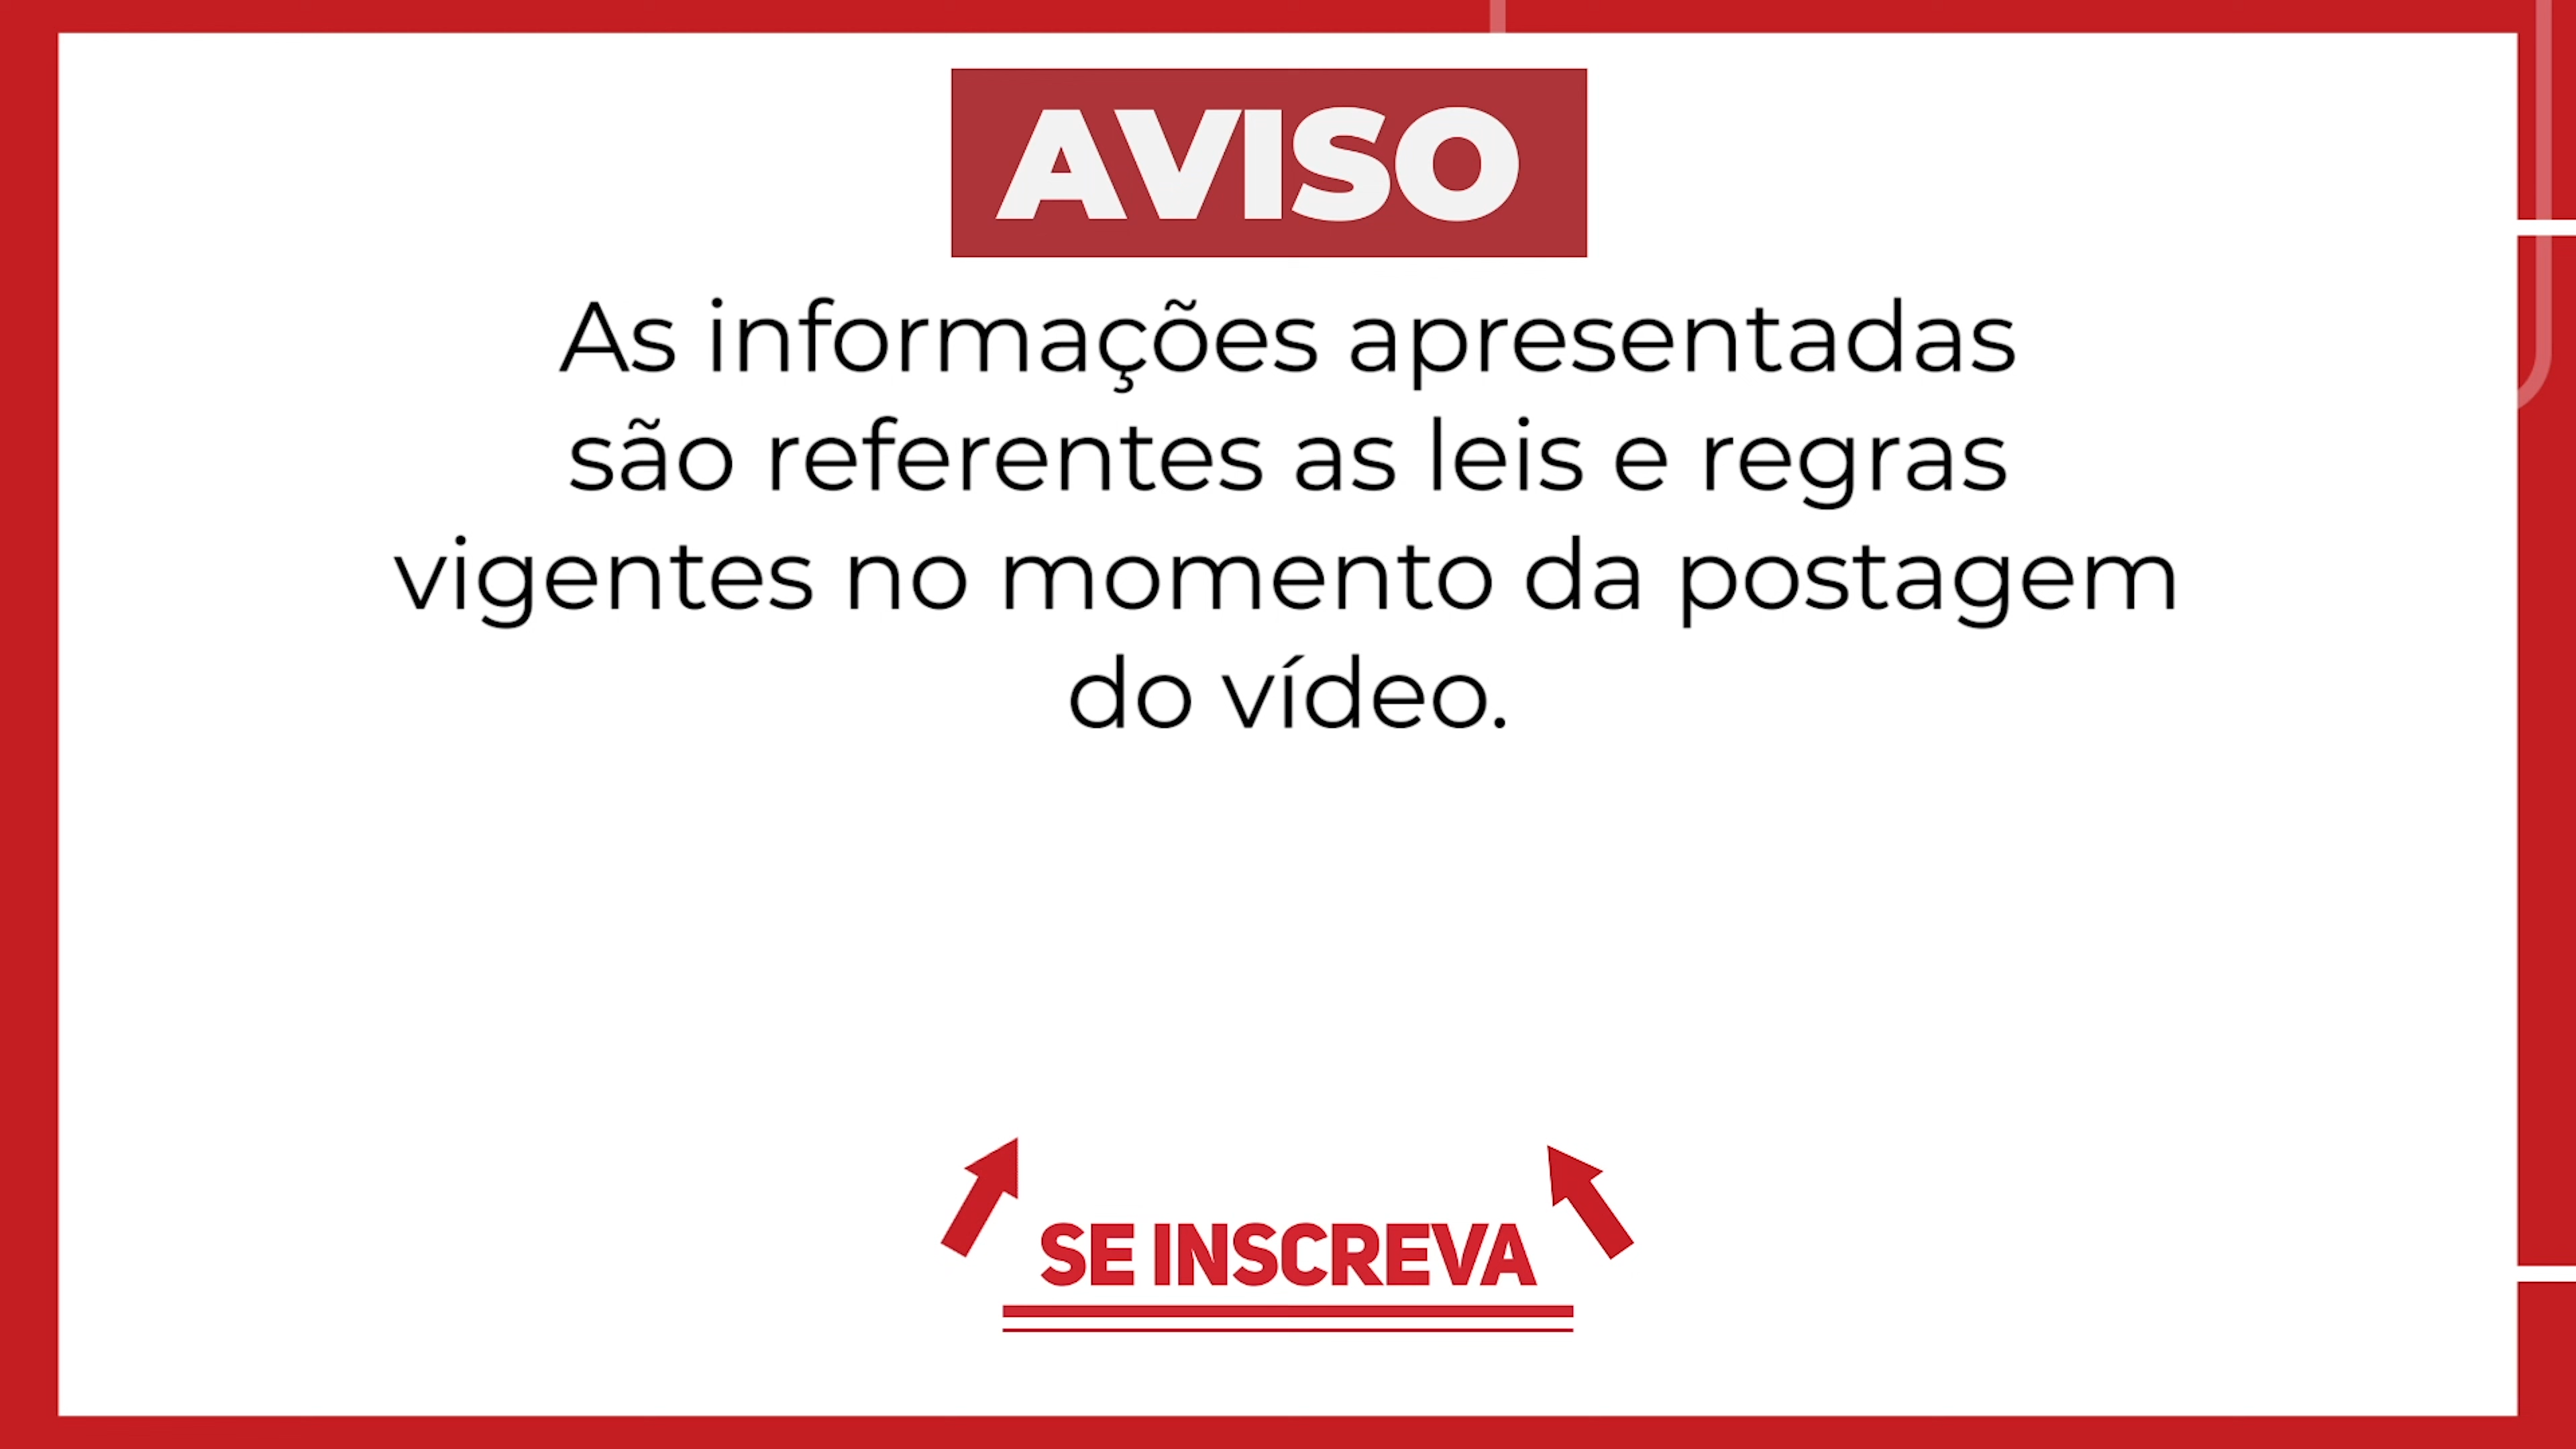 AVISO
As informações apresentadas
são referentes as leis e regras
vigentes no momento da postagem
do vídeo.
SE INSCREVA